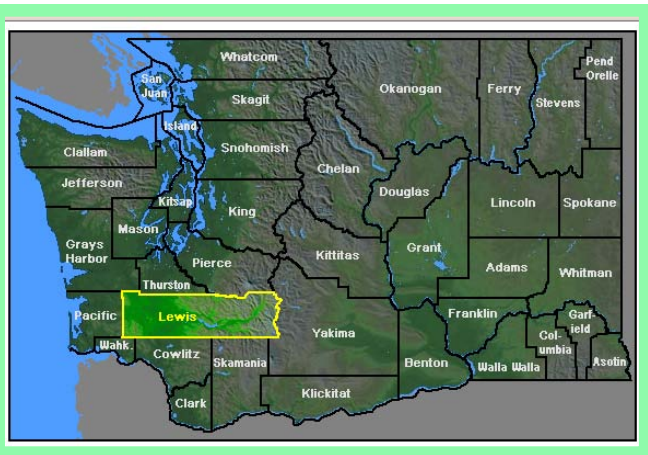 Whatcom
San
Juan
Skagit
Island
Snohomish
Okanogan
Ferry
Stevens
Pend
Orelle
Clallam
Jefferson
Chelan
Douglas
Kitsap
King
Mason
Lincoln
Spokane
Grays
Harbor
Pierce
Kittitas
Grant
Adams
Whitman
Thurston
Pacific
Lewis
Yakima
Franklin
Garf-
ield
Col-
umbia
Wahk.
Cowlitz
Skamania
Benton
Walla Walla
Asotin
Clark
Klickitat